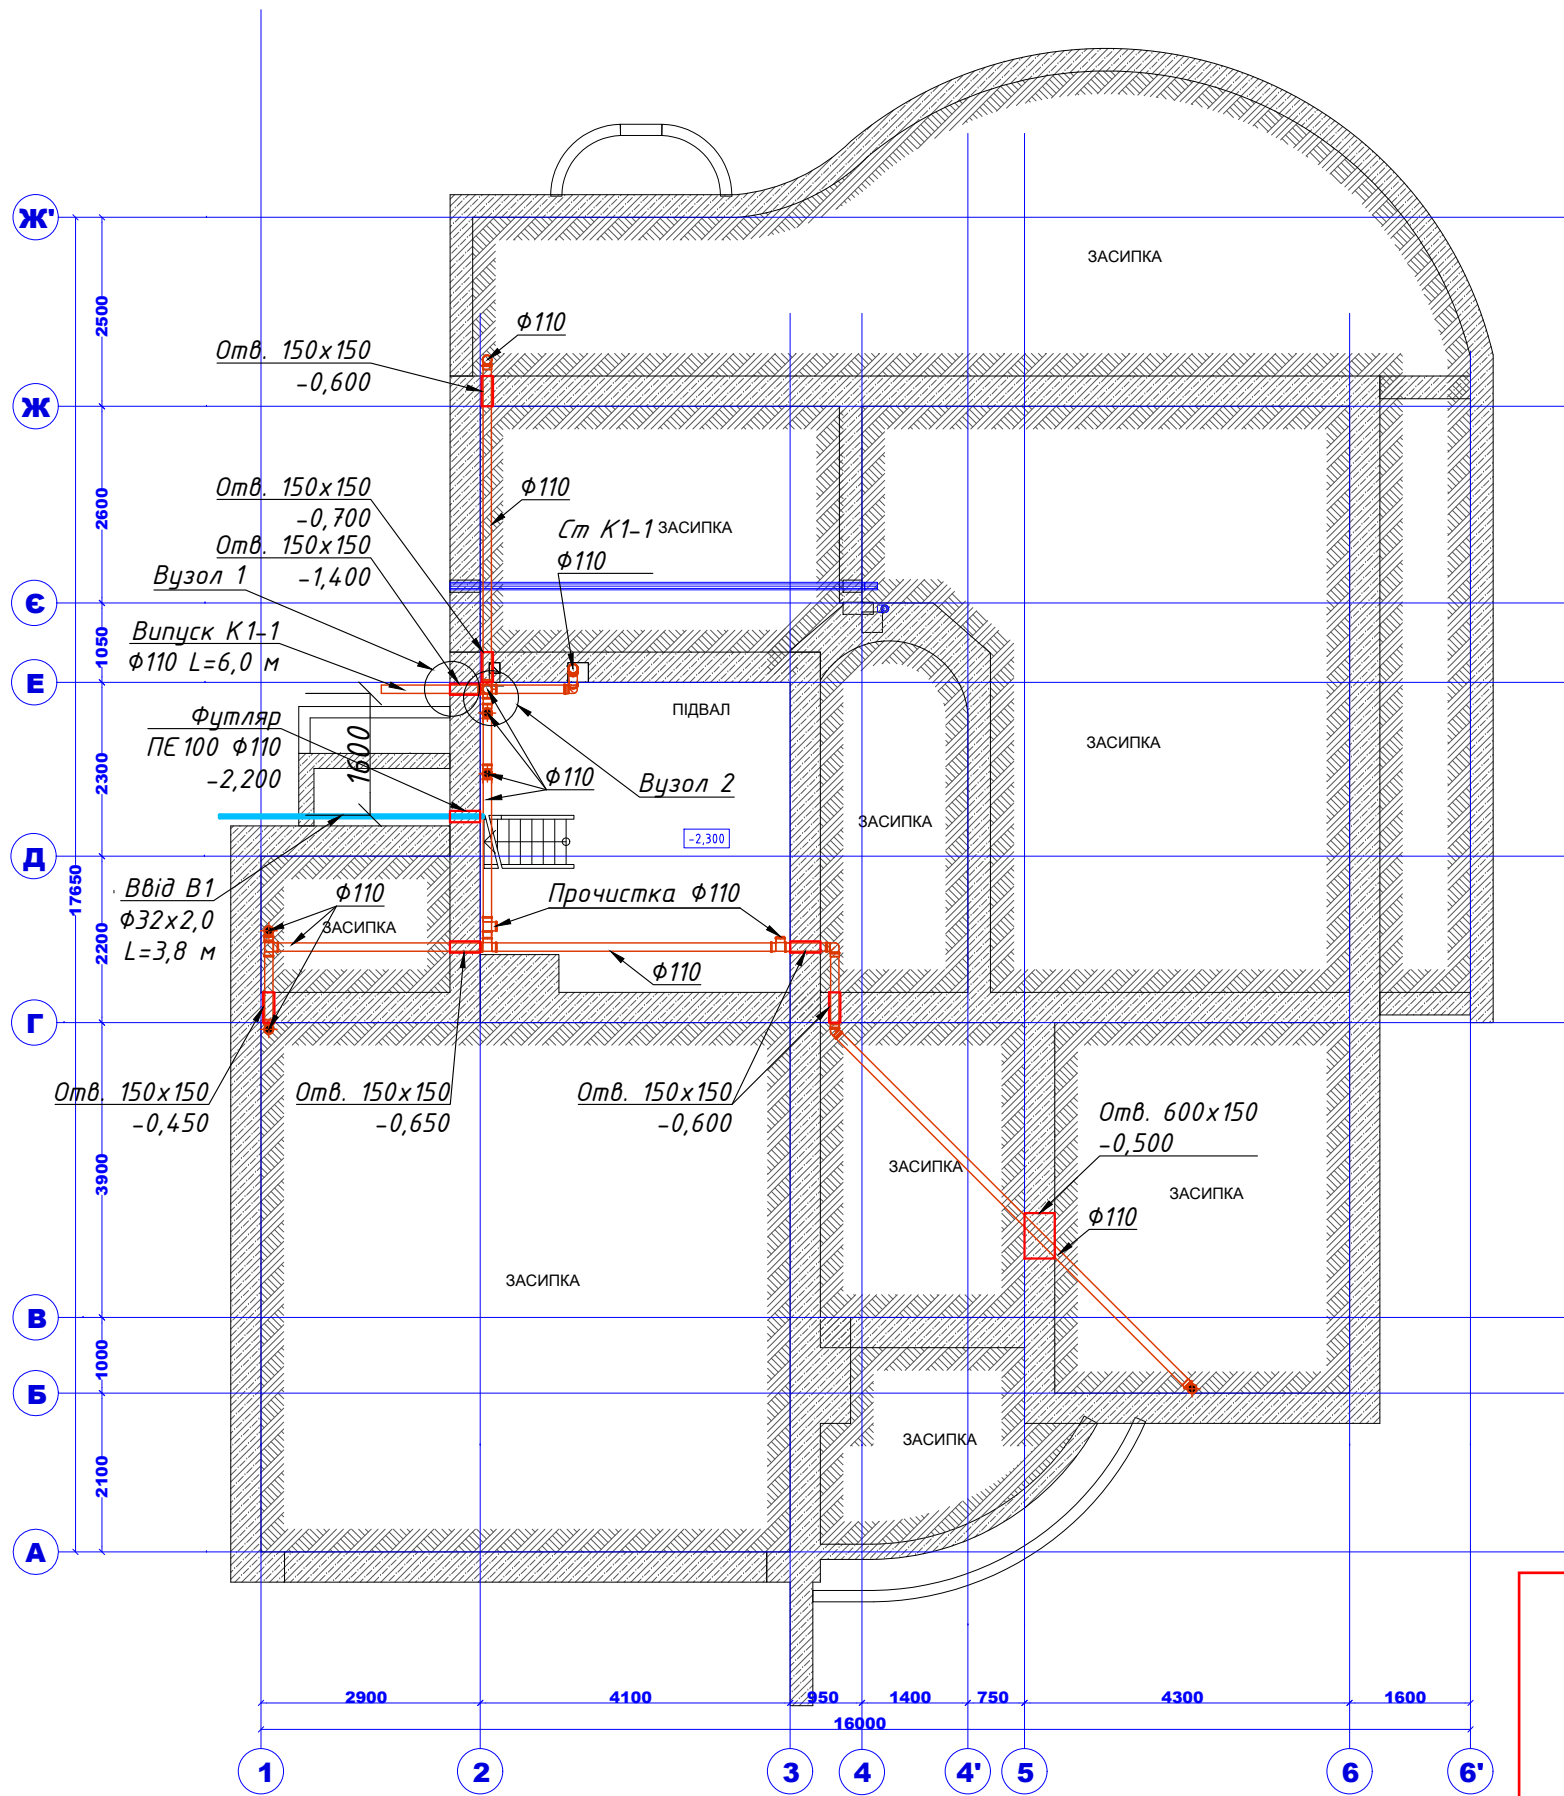 Ж'
ЗАСИПКА
2500
Ф110
Отв. 150x150
-0,600
Ж
2600
Отв. 150x150
-0,700
Ф110
Ст К1-1
Ф110
ЗАСИПКА
Отв. 150x150
-1,400
Вузол 1
Є
Випуск К1-1
Ф110 L=6,0 м
1050
Е
ПІДВАЛ
Футляр
ПЕ100 Ф110
-2,200
1600
2300
Ф110
Вузол 2
ЗАСИПКА
ЗАСИПКА
-2,300
Д
17650
Ввід В1
Ф32x2,0
L=3,8 м
Ф110
ЗАСИПКА
Прочистка Ф110
2200
Ф110
Г
Отв. 150x150
-0,450
Отв. 150x150
-0,650
Отв. 150x150
-0,600
Отв. 600x150
-0,500
3900
ЗАСИПКА
ЗАСИПКА
Ф110
ЗАСИПКА
В
1000
Б
ЗАСИПКА
2100
А
2900
4100
950
1400
750
4300
1600
16000
1
2
3
4
4'
5
6
6'